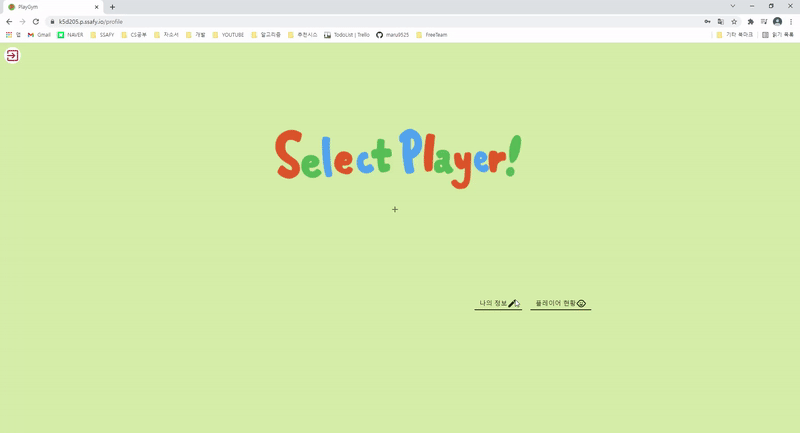 PlayGym
k5d205.p.ssafy.io/profile
앱 Gmail NAVER SSAFY CS공부 자소서 개발 YOUTUBE 알고리즘 추천시스 TodoList | Trello maru9525 FreeTeam 기타 북마크 읽기 목록
Select Player!
+
나의 정보 플레이어 현황